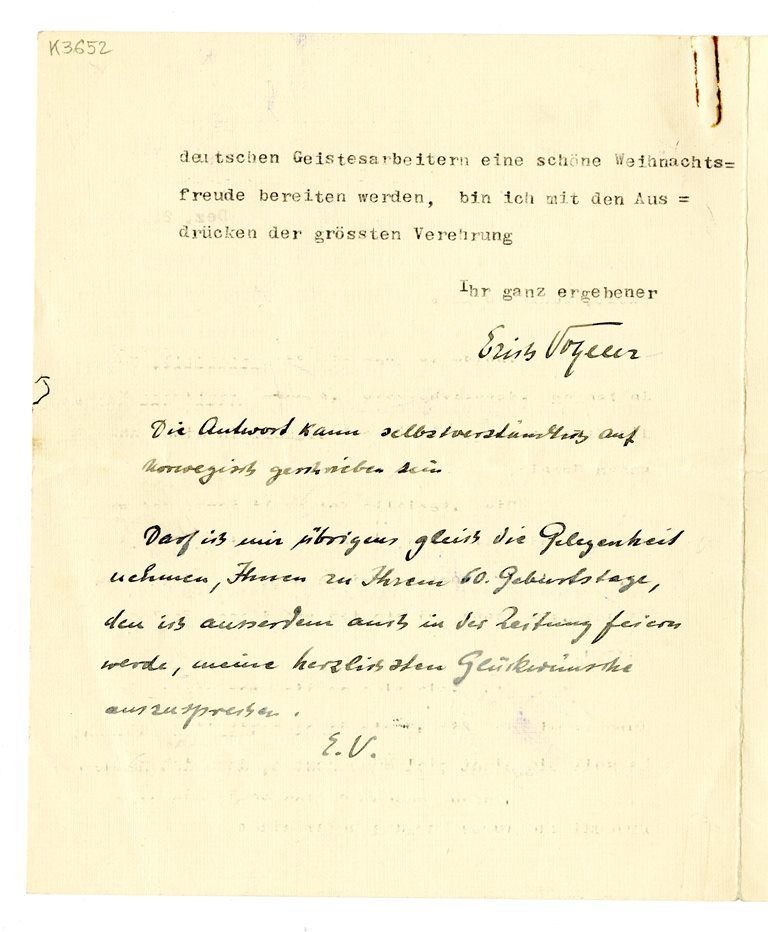 K3652
deutschen Geistesarbeitern eine schöne Weihnachts=
freude bereiten werden, bin ich mit den Aus =
drücken der grössten Verehrung
Ihr ganz ergebener
Erich Vogeler
Die Antwort kann selbstverständlich auf
norwegisch geschrieben sein
Darf ich mir übrigens gleich die Gelegenheit
nehmen, Ihnen zu Ihrem 60. Geburtstage,
den ich ausserdem auch in der Zeitung feiern
werde, meine herzlichsten Glückwünsche
auszusprechen.
E.V.